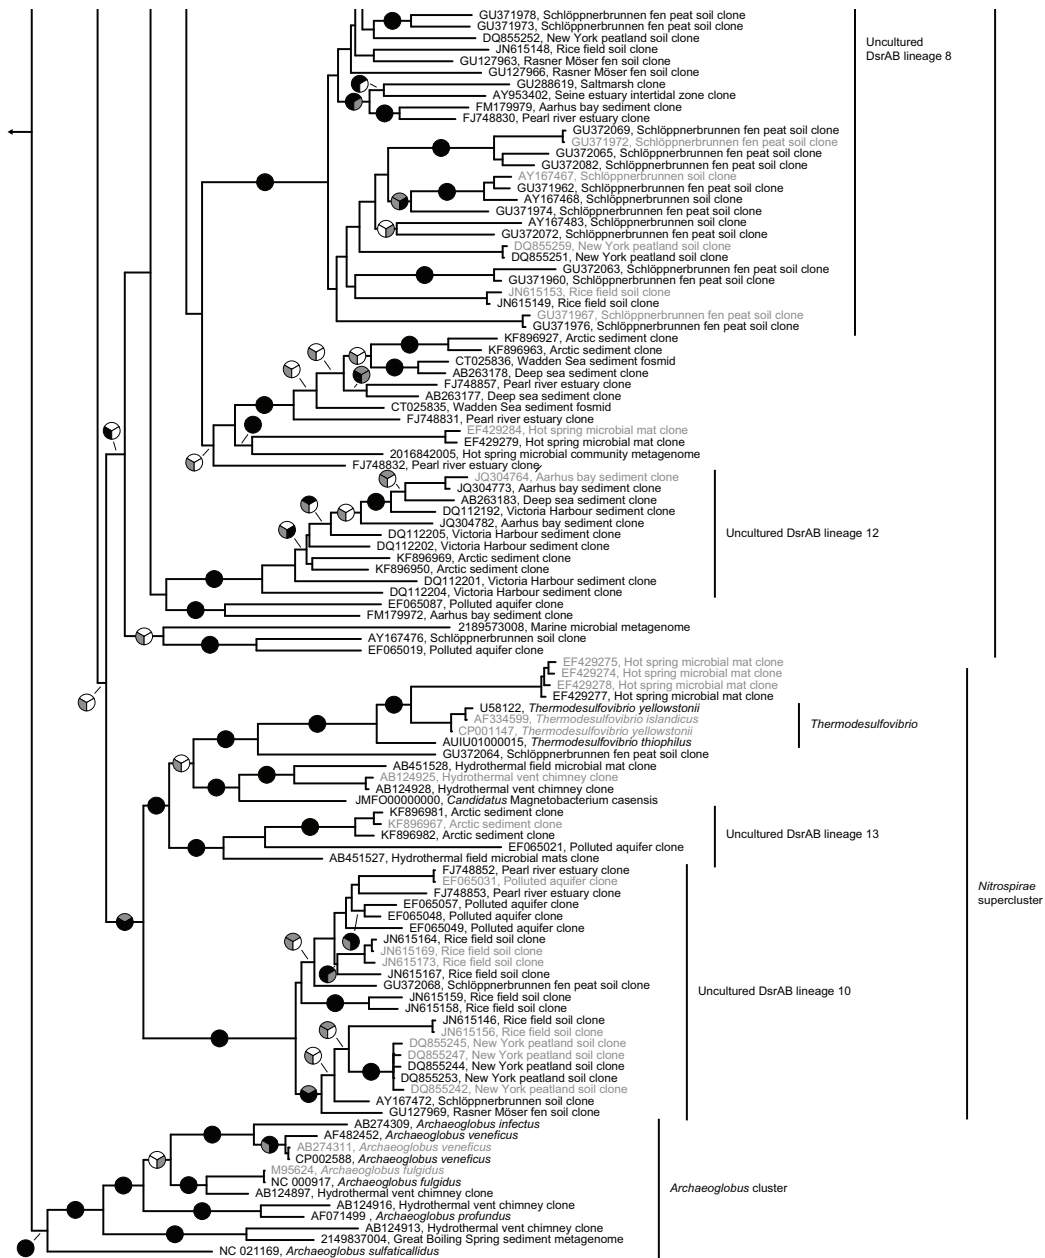 GU371978, Schlöppnerbrunnen fen peat soil clone
GU371973, Schlöppnerbrunnen fen peat soil clone
DQ855252, New York peatland soil clone
JN615148, Rice field soil clone
GU127963, Rasner Möser fen soil clone
GU127966, Rasner Möser fen soil clone
GU288619, Saltmarsh clone
AY953402, Seine estuary intertidal zone clone
FM179979, Aarhus bay sediment clone
FJ748830, Pearl river estuary clone
GU372069, Schlöppnerbrunnen fen peat soil clone
GU371972, Schlöppnerbrunnen fen peat soil clone
GU372065, Schlöppnerbrunnen fen peat soil clone
GU372082, Schlöppnerbrunnen fen peat soil clone
AY167467, Schlöppnerbrunnen soil clone
GU371962, Schlöppnerbrunnen fen peat soil clone
AY167468, Schlöppnerbrunnen soil clone
GU371974, Schlöppnerbrunnen fen peat soil clone
AY167483, Schlöppnerbrunnen soil clone
GU372072, Schlöppnerbrunnen fen peat soil clone
DQ855259, New York peatland soil clone
DQ855251, New York peatland soil clone
GU372063, Schlöppnerbrunnen fen peat soil clone
GU371960, Schlöppnerbrunnen fen peat soil clone
JN615153, Rice field soil clone
JN615149, Rice field soil clone
GU371967, Schlöppnerbrunnen fen peat soil clone
GU371976, Schlöppnerbrunnen fen peat soil clone
Uncultured
DsrAB lineage 8
KF896927, Arctic sediment clone
KF896963, Arctic sediment clone
CT025836, Wadden Sea sediment fosmid
AB263178, Deep sea sediment clone
FJ748857, Pearl river estuary clone
AB263177, Deep sea sediment clone
CT025835, Wadden Sea sediment fosmid
FJ748831, Pearl river estuary clone
EF429284, Hot spring microbial mat clone
EF429279, Hot spring microbial mat clone
2016842005, Hot spring microbial community metagenome
FJ748832, Pearl river estuary clone
JQ304764, Aarhus bay sediment clone
JQ304773, Aarhus bay sediment clone
AB263183, Deep sea sediment clone
DQ112192, Victoria Harbour sediment clone
JQ304782, Aarhus bay sediment clone
DQ112205, Victoria Harbour sediment clone
DQ112202, Victoria Harbour sediment clone
KF896969, Arctic sediment clone
KF896950, Arctic sediment clone
DQ112201, Victoria Harbour sediment clone
DQ112204, Victoria Harbour sediment clone
Uncultured DsrAB lineage 12
EF065087, Polluted aquifer clone
FM179972, Aarhus bay sediment clone
2189573008, Marine microbial metagenome
AY167476, Schlöppnerbrunnen soil clone
EF065019, Polluted aquifer clone
EF429275, Hot spring microbial mat clone
EF429274, Hot spring microbial mat clone
EF429278, Hot spring microbial mat clone
EF429277, Hot spring microbial mat clone
U58122, Thermodesulfovibrio yellowstonii
AF334599, Thermodesulfovibrio islandicus
CP001147, Thermodesulfovibrio yellowstonii
AUIU01000015, Thermodesulfovibrio thiophilus
Thermodesulfovibrio
GU372064, Schlöppnerbrunnen fen peat soil clone
AB451528, Hydrothermal field microbial mat clone
AB124925, Hydrothermal vent chimney clone
AB124928, Hydrothermal vent chimney clone
JMFO00000000, Candidatus Magnetobacterium casensis
KF896981, Arctic sediment clone
KF896967, Arctic sediment clone
KF896982, Arctic sediment clone
EF065021, Polluted aquifer clone
AB451527, Hydrothermal field microbial mats clone
Uncultured DsrAB lineage 13
FJ748852, Pearl river estuary clone
EF065031, Polluted aquifer clone
FJ748853, Pearl river estuary clone
EF065057, Polluted aquifer clone
EF065048, Polluted aquifer clone
EF065049, Polluted aquifer clone
JN615164, Rice field soil clone
JN615169, Rice field soil clone
JN615173, Rice field soil clone
JN615167, Rice field soil clone
GU372068, Schlöppnerbrunnen fen peat soil clone
JN615159, Rice field soil clone
JN615158, Rice field soil clone
JN615146, Rice field soil clone
JN615156, Rice field soil clone
DQ855245, New York peatland soil clone
DQ855247, New York peatland soil clone
DQ855244, New York peatland soil clone
DQ855253, New York peatland soil clone
DQ855242, New York peatland soil clone
AY167472, Schlöppnerbrunnen soil clone
GU127969, Rasner Möser fen soil clone
Uncultured DsrAB lineage 10
Nitrospirae
supercluster
AB274309, Archaeoglobus infectus
AF482452, Archaeoglobus veneficus
AB274311, Archaeoglobus veneficus
CP002588, Archaeoglobus veneficus
M95624, Archaeoglobus fulgidus
NC 000917, Archaeoglobus fulgidus
AB124897, Hydrothermal vent chimney clone
AB124916, Hydrothermal vent chimney clone
AF071499 , Archaeoglobus profundus
AB124913, Hydrothermal vent chimney clone
2149837004, Great Boiling Spring sediment metagenome
NC 021169, Archaeoglobus sulfaticallidus
Archaeoglobus cluster